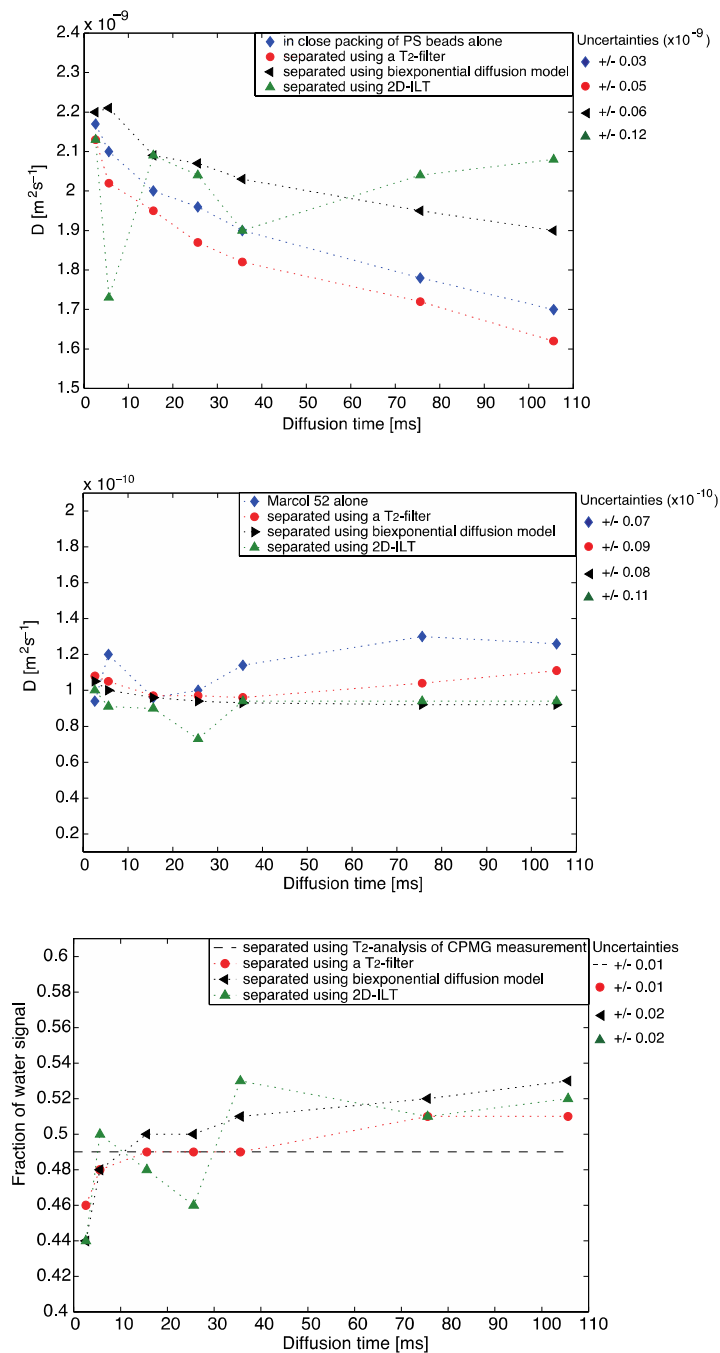 x 10⁻⁹
2.4
2.3
2.2
2.1
2
1.9
1.8
1.7
1.6
1.5
D [m²s⁻¹]
in close packing of PS beads alone
separated using a T2-filter
separated using biexponential diffusion model
separated using 2D-ILT
Uncertainties (x10⁻⁹)
+/- 0.03
+/- 0.05
+/- 0.06
+/- 0.12
0 10 20 30 40 50 60 70 80 90 100 110
Diffusion time [ms]
x 10⁻¹⁰
2
1.8
1.6
1.4
1.2
1
0.8
0.6
0.4
0.2
D [m²s⁻¹]
Marcol 52 alone
separated using a T2-filter
separated using biexponential diffusion model
separated using 2D-ILT
Uncertainties (x10⁻¹⁰)
+/- 0.07
+/- 0.09
+/- 0.08
+/- 0.11
0 10 20 30 40 50 60 70 80 90 100 110
Diffusion time [ms]
0.6
0.58
0.56
0.54
0.52
0.5
0.48
0.46
0.44
0.42
0.4
Fraction of water signal
separated using T2-analysis of CPMG measurement
separated using a T2-filter
separated using biexponential diffusion model
separated using 2D-ILT
Uncertainties
+/- 0.01
+/- 0.01
+/- 0.02
+/- 0.02
0 10 20 30 40 50 60 70 80 90 100 110
Diffusion time [ms]